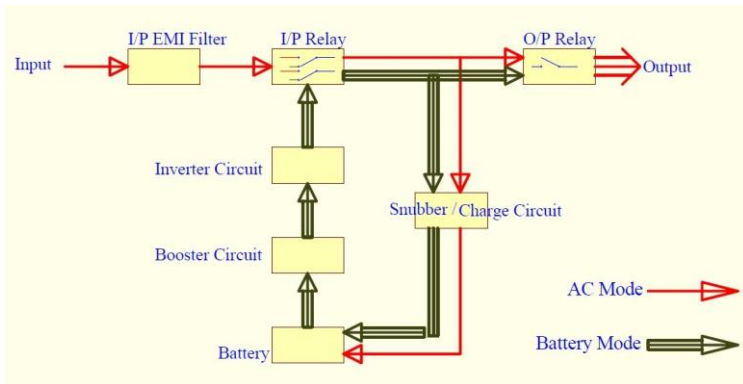 I/P EMI Filter
I/P Relay
O/P Relay
Input
Output
Inverter Circuit
Snubber / Charge Circuit
Booster Circuit
AC Mode
Battery Mode
Battery